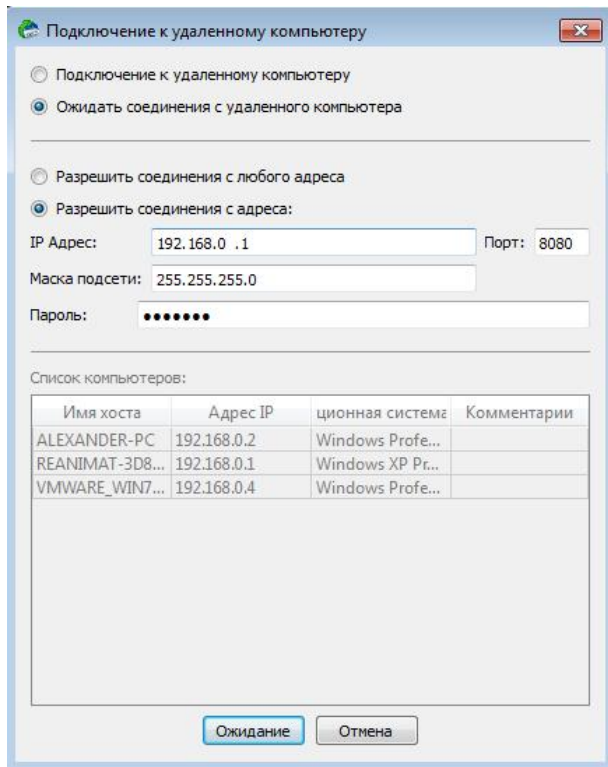 Подключение к удаленному компьютеру
Подключение к удаленному компьютеру
Ожидать соединения с удаленного компьютера
Разрешить соединения с любого адреса
Разрешить соединения с адреса:
IP Адрес: 192.168.0 .1 Порт: 8080
Маска подсети: 255.255.255.0
Пароль: •••••••
Список компьютеров:
Имя хоста Адрес IP ционная система Комментарии
ALEXANDER-PC 192.168.0.2 Windows Profe...
REANIMAT-3D8... 192.168.0.1 Windows XP Pr...
VMWARE_WIN7... 192.168.0.4 Windows Profe...
Ожидание Отмена